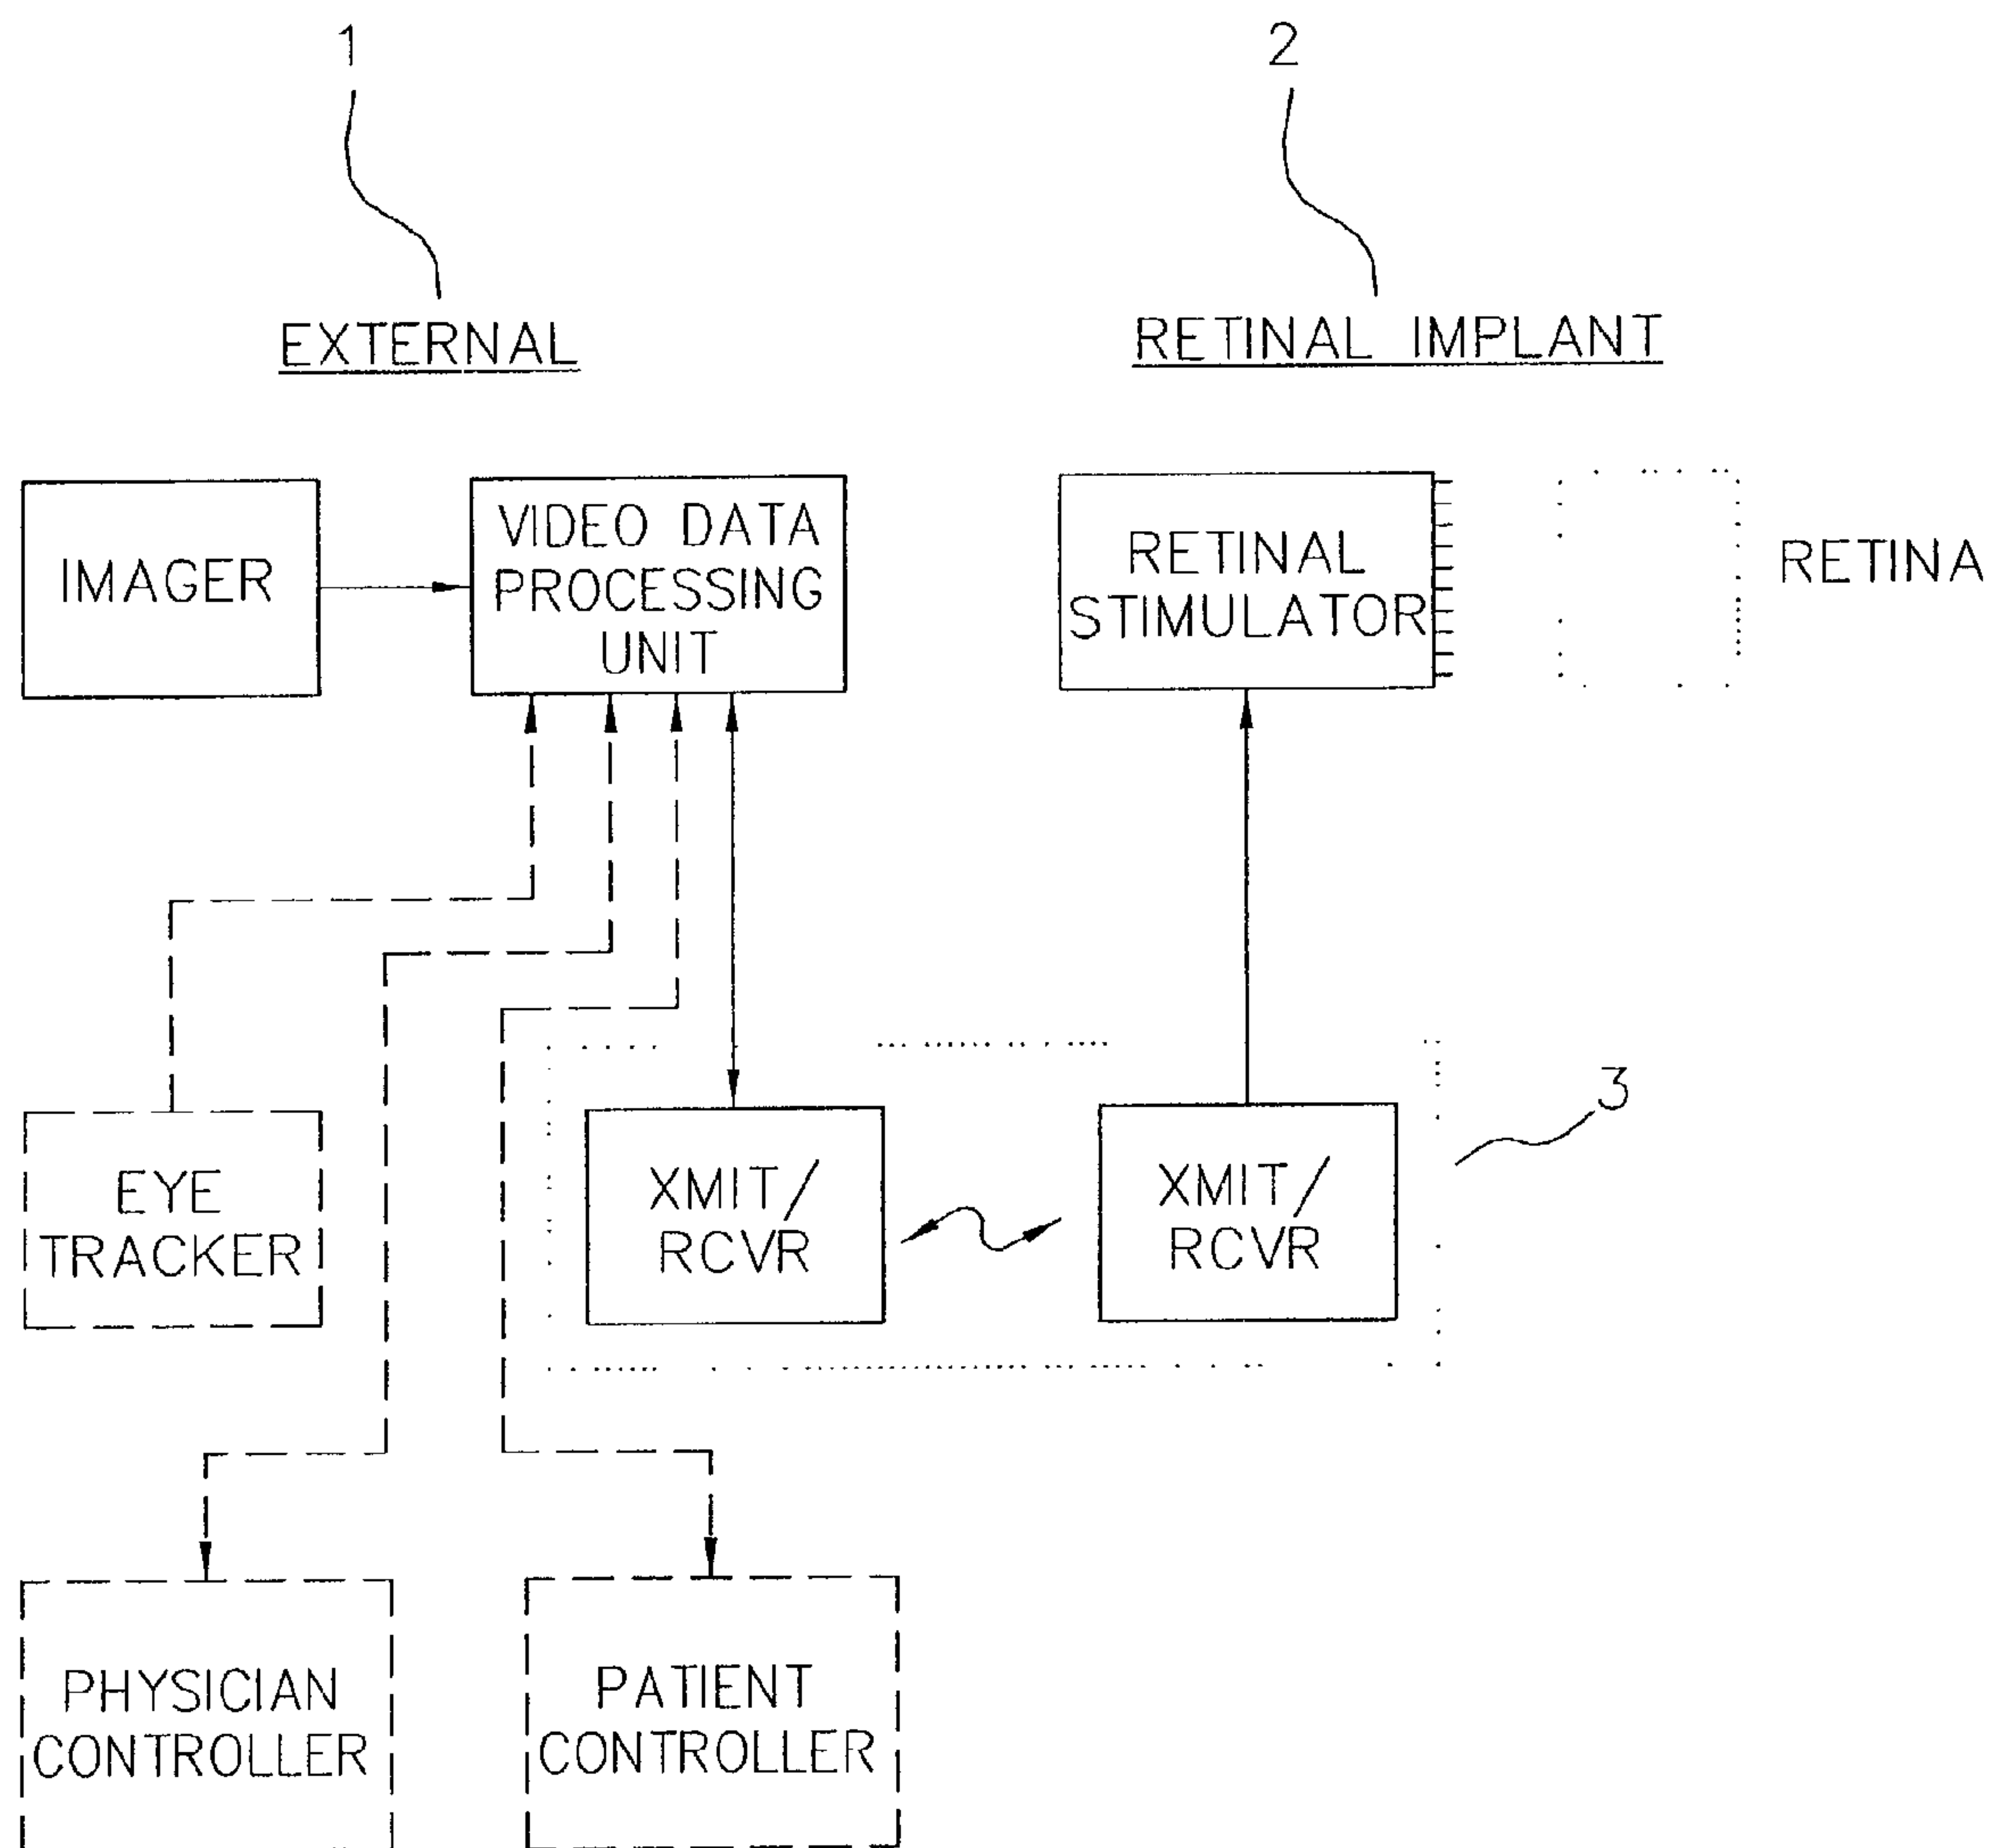 1
2
EXTERNAL
RETINAL IMPLANT
IMAGER
VIDEO DATA
PROCESSING
UNIT
RETINAL
STIMULATOR
RETINA
3
EYE
TRACKER
XMIT/
RCVR
XMIT/
RCVR
PHYSICIAN
CONTROLLER
PATIENT
CONTROLLER